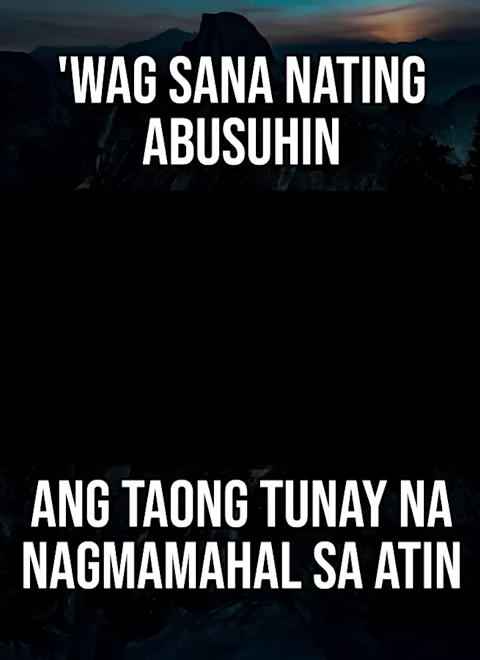 'WAG SANA NATING
ABUSUHIN
ANG TAONG TUNAY NA
NAGMAMAHAL SA ATIN